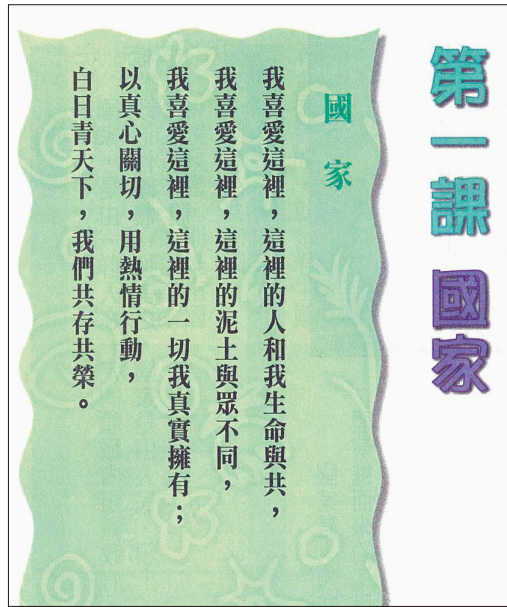 第一課 國家
國家
我喜愛這裡，這裡的人和我生命與共，
我喜愛這裡，這裡的泥土與眾不同，
我喜愛這裡，這裡的一切我真實擁有；
以真心關切，用熱情行動，
白日青天下，我們共存共榮。